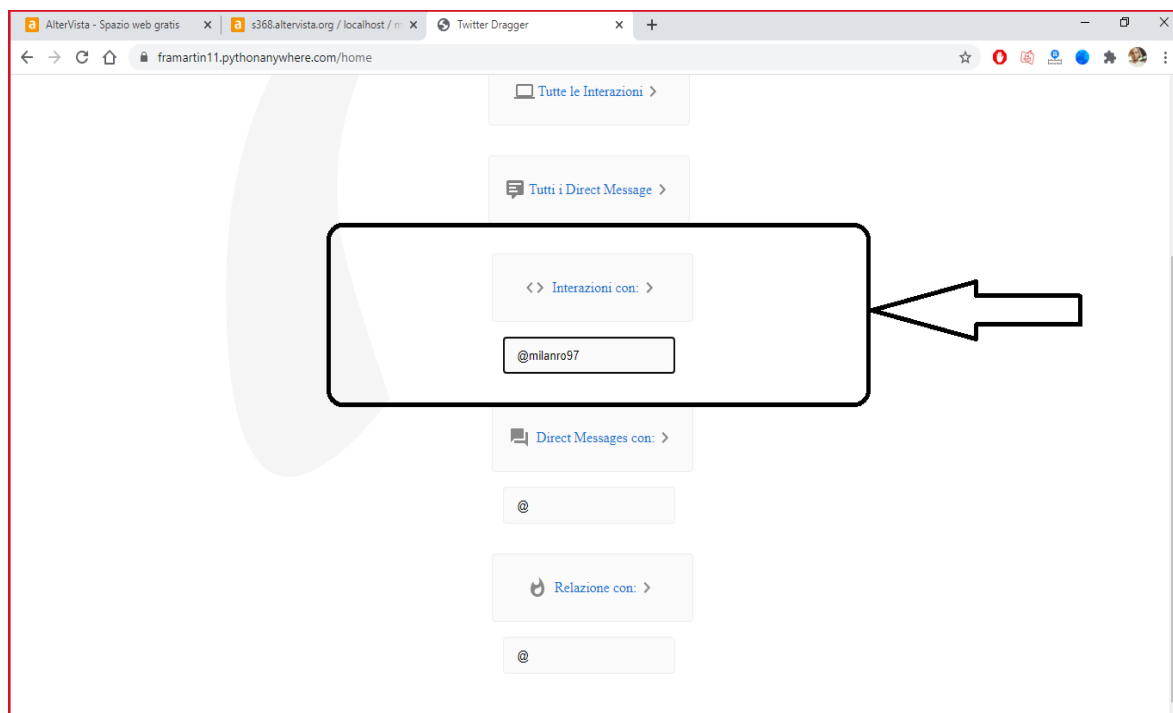 AlterVista - Spazio web gratis
s368.altervista.org / localhost / m
Twitter Dragger
framartin11.pythonanywhere.com/home
Tutte le Interazioni
Tutti i Direct Message
Interazioni con:
@milanro97
Direct Messages con:
@
Relazione con:
@